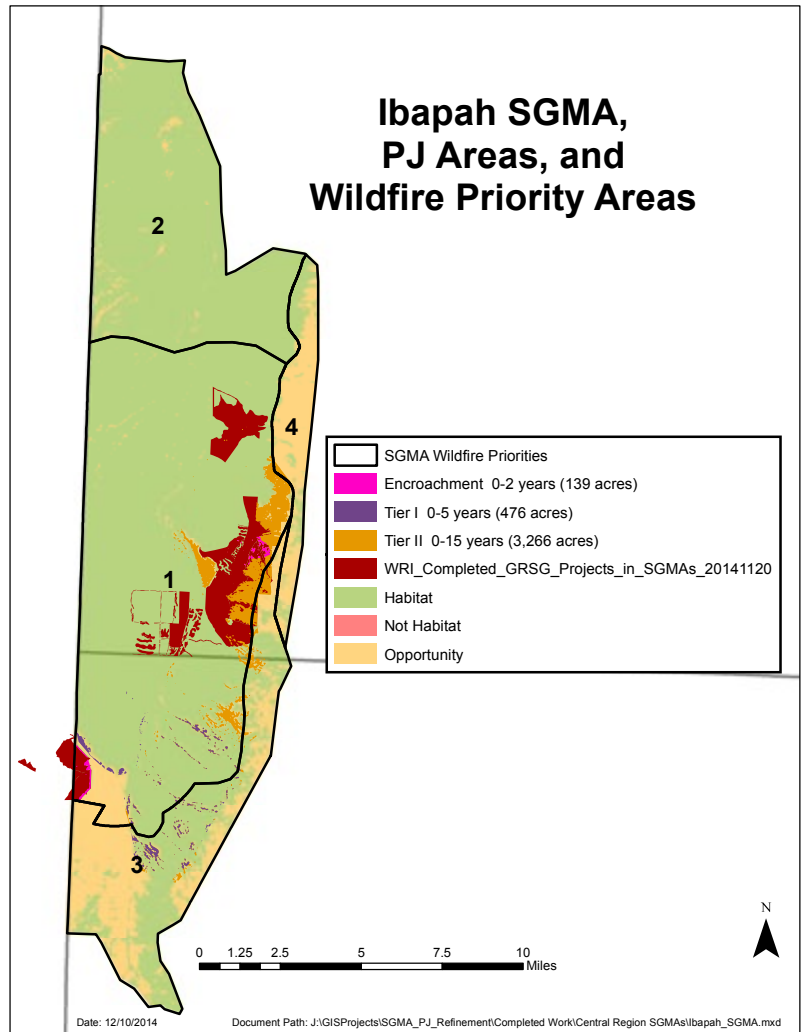 Ibapah SGMA,
PJ Areas, and
Wildfire Priority Areas
2
4
1
3
SGMA Wildfire Priorities
Encroachment 0-2 years (139 acres)
Tier I 0-5 years (476 acres)
Tier II 0-15 years (3,266 acres)
WRI_Completed_GRSG_Projects_in_SGMAs_20141120
Habitat
Not Habitat
Opportunity
N
0 1.25 2.5 5 7.5 10
Miles
Date: 12/10/2014 Document Path: J:\GISProjects\SGMA_PJ_Refinement\Completed Work\Central Region SGMAs\Ibapah_SGMA.mxd